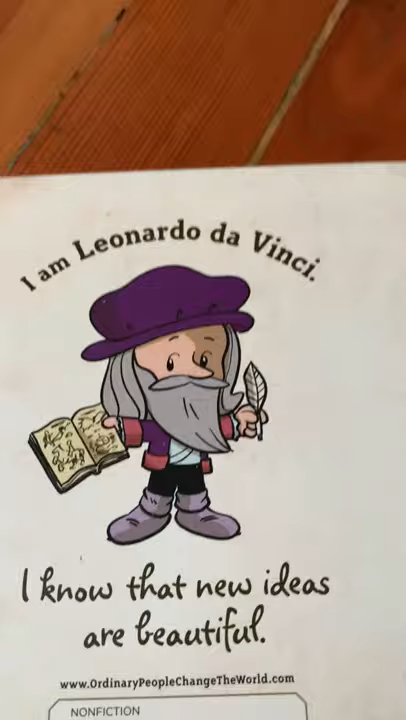 I am Leonardo da Vinci.
I know that new ideas
are beautiful.
www.OrdinaryPeopleChangeTheWorld.com
NONFICTION